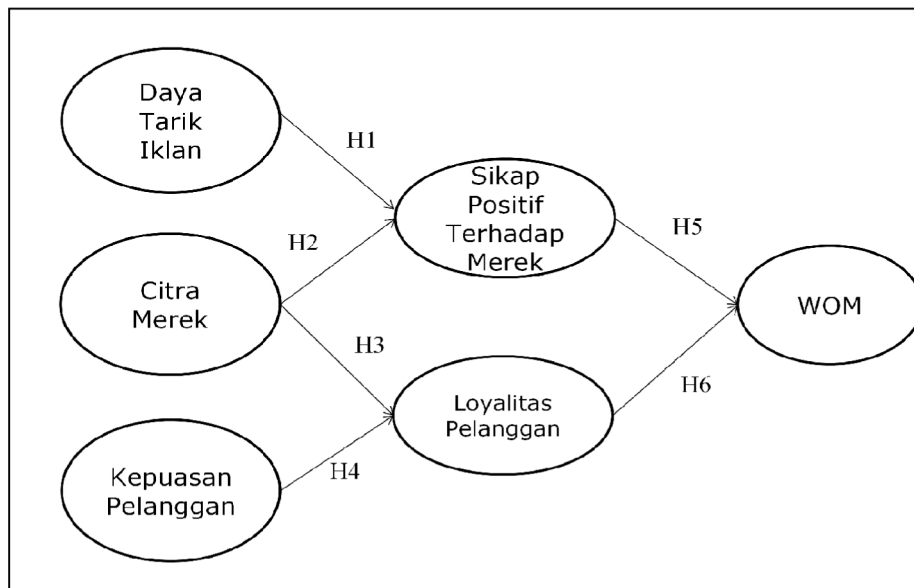 Daya
Tarik
Iklan
H1
Sikap
Positif
Terhadap
Merek
H2
H5
Citra
Merek
WOM
H3
H6
Loyalitas
Pelanggan
H4
Kepuasan
Pelanggan